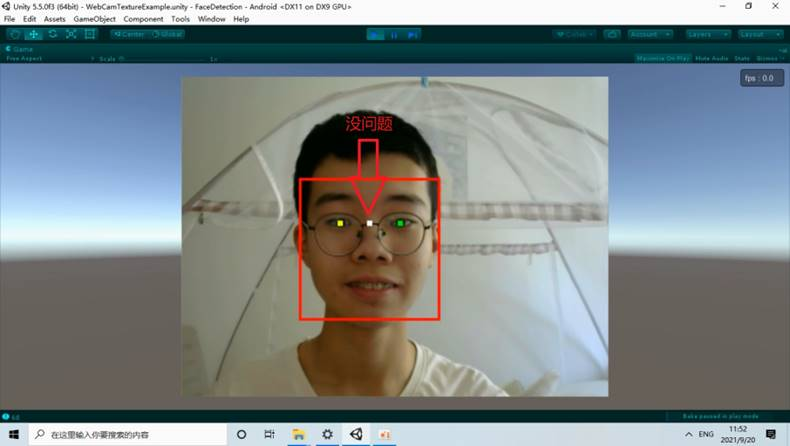 Unity 5.5.0f3 (64bit) - WebCamTextureExample.unity - FaceDetection - Android <DX11 on DX9 GPU>
File Edit Assets GameObject Component Tools Window Help
Center Global Collab Account Layers Layout
Game
Free Aspect Scale 1x Maximize On Play Mute Audio Stats Gizmos
fps : 0.0
没问题
Bake paused in play mode
在这里输入你要搜索的内容
ENG
11:52
2021/9/20